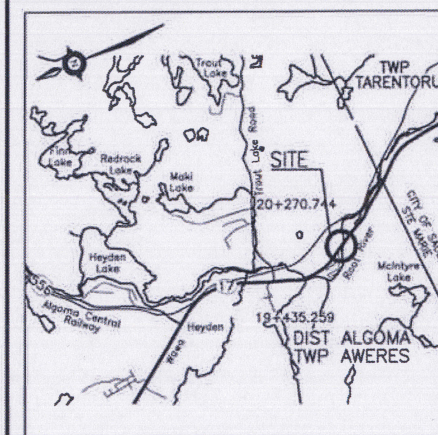 Trout
Lake
TWP
TARENTORU
Finn
Lake
Redrock
Lake
Maki
Lake
Trout Lake Road
SITE
20+270.744
CITY OF SAU
STE MARIE
Root River
McIntyre
Lake
Heyden
Lake
556
Algoma Central
Railway
17
Heyden
19+435.259
Wawa
DIST ALGOMA
TWP AWERES